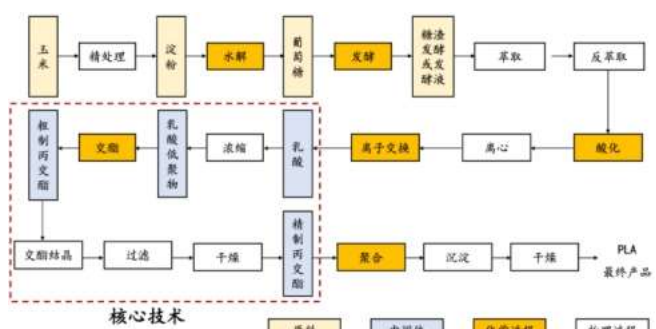 玉米
精处理
淀粉
水解
葡萄糖
发酵
糖渣发酵或发酵液
萃取
反萃取
粗制丙交酯
交酯
乳酸低聚物
浓缩
乳酸
离子交换
离心
酸化
交酯结晶
过滤
干燥
精制丙交酯
聚合
沉淀
干燥
PLA
最终产品
核心技术